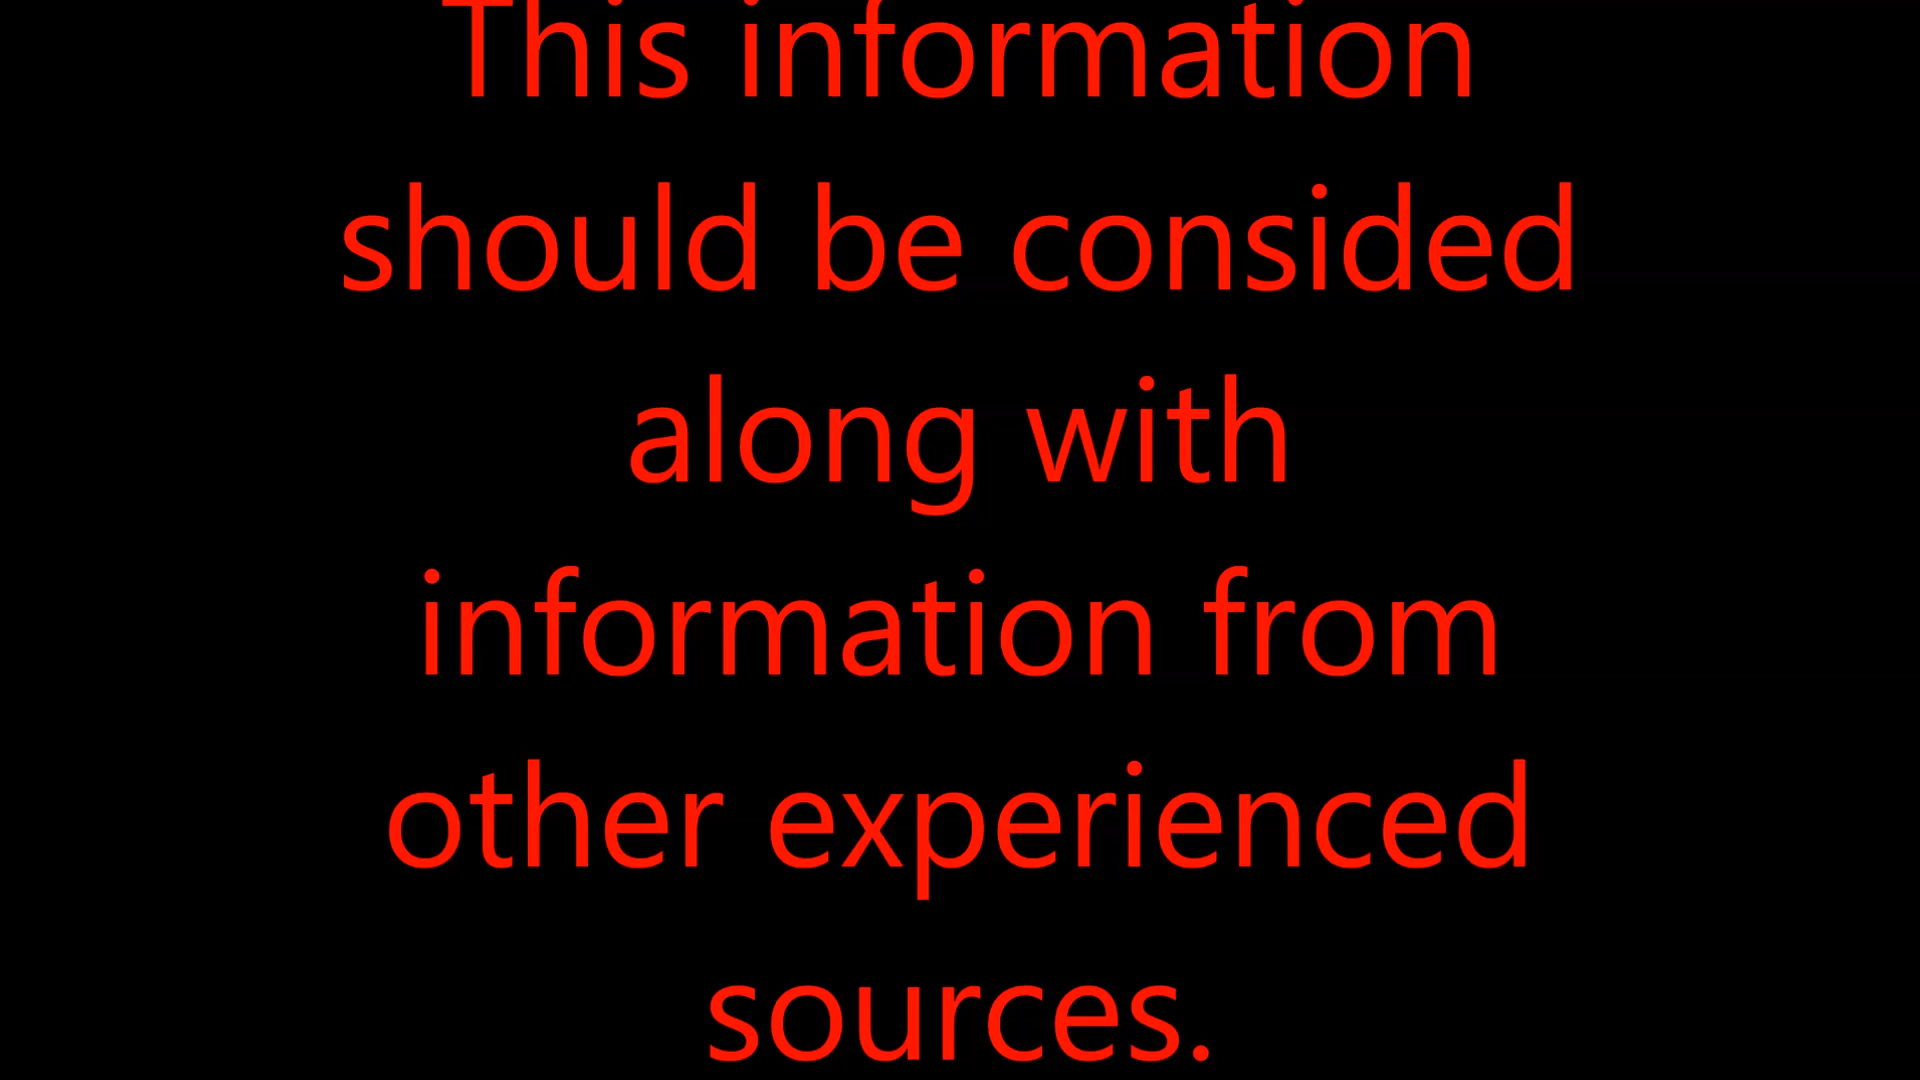 This information
should be consided
along with
information from
other experienced
sources.